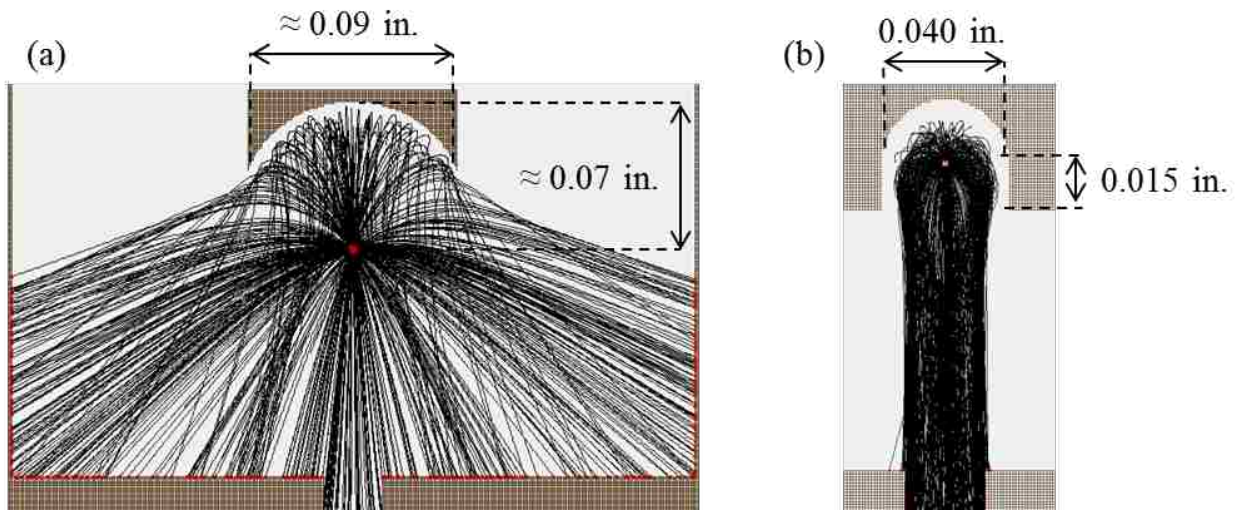 (a)
≈ 0.09 in.
≈ 0.07 in.
(b)
0.040 in.
0.015 in.